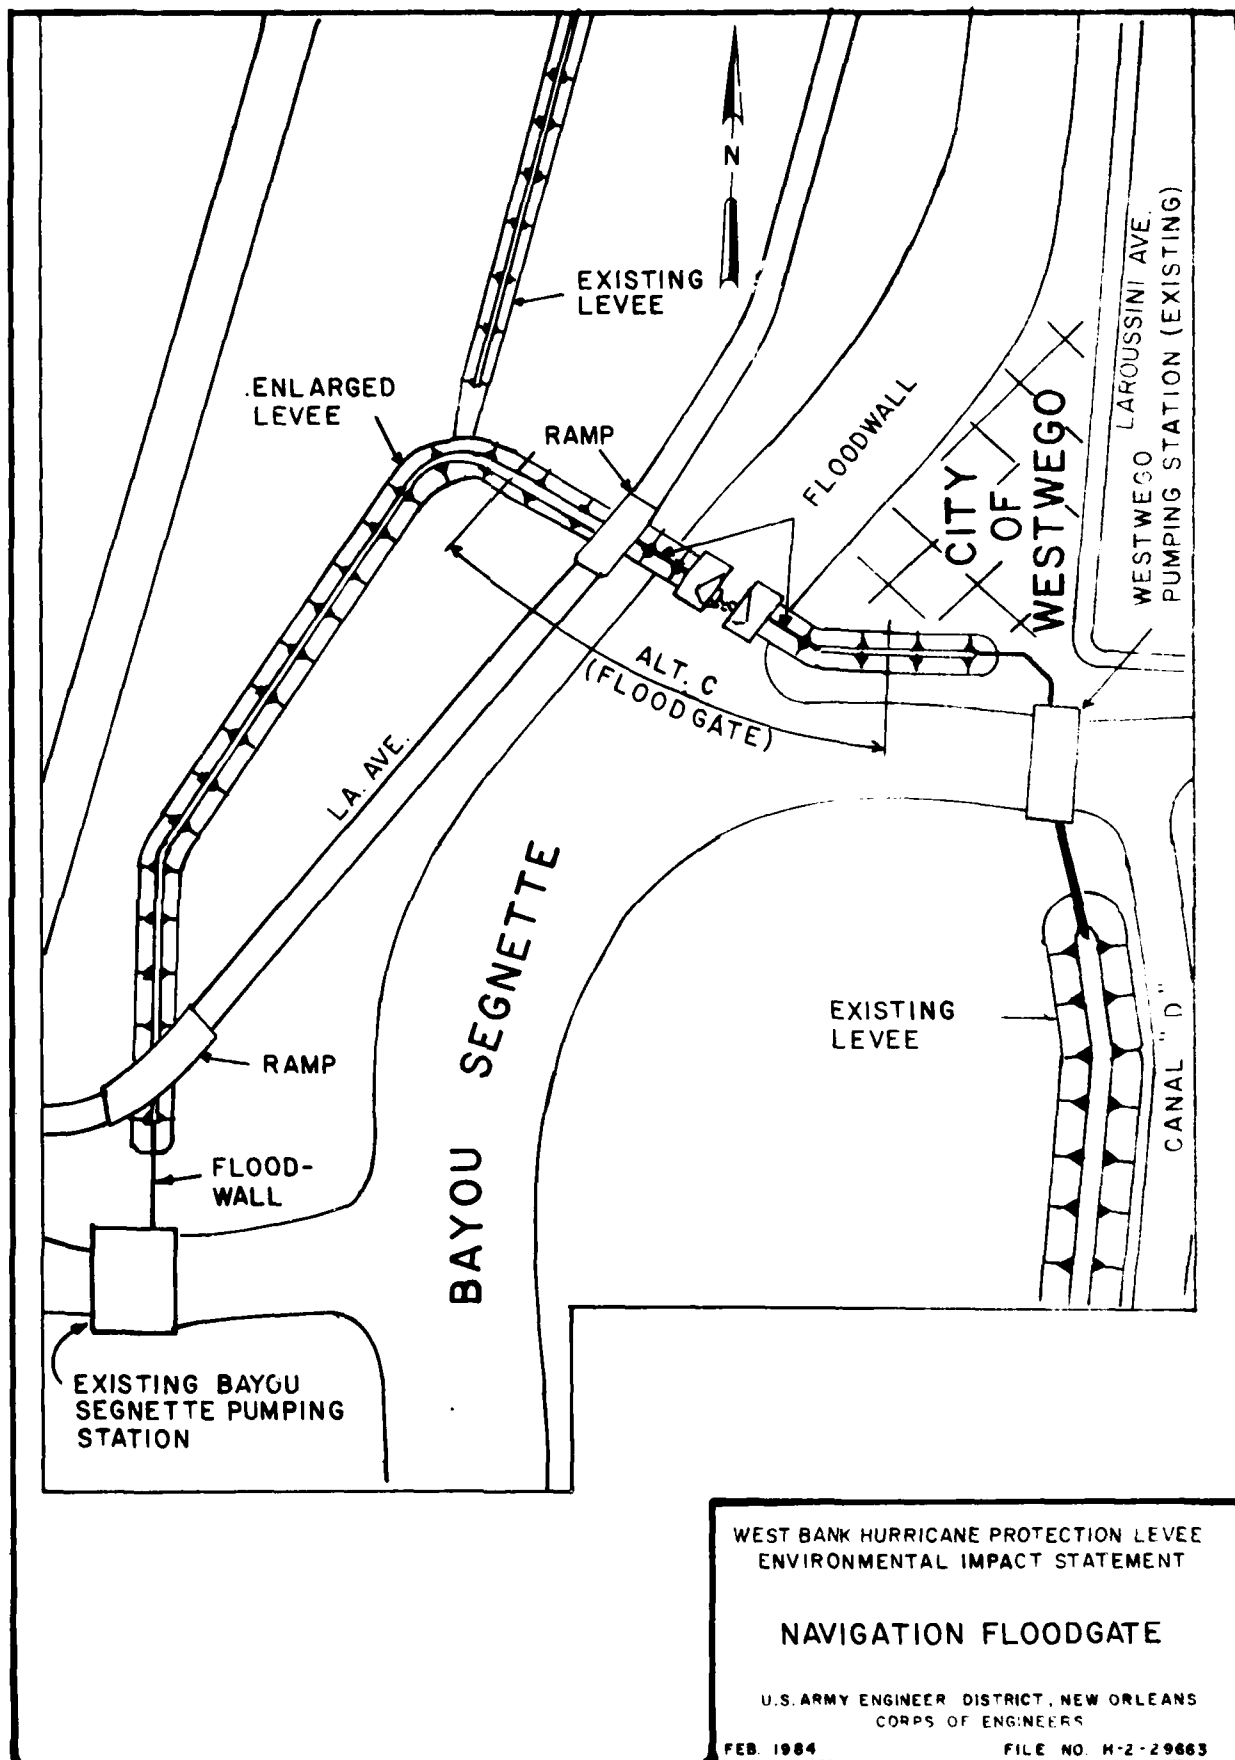 N
EXISTING
LEVEE
ENLARGED
LEVEE
RAMP
FLOODWALL
CITY
OF
WESTWEGO
WESTWEGO LAROUSSINI AVE.
PUMPING STATION (EXISTING)
ALT. C
(FLOODGATE)
LA. AVE.
BAYOU SEGNETTE
EXISTING
LEVEE
CANAL "D"
RAMP
FLOOD-
WALL
EXISTING BAYOU
SEGNETTE PUMPING
STATION
WEST BANK HURRICANE PROTECTION LEVEE
ENVIRONMENTAL IMPACT STATEMENT
NAVIGATION FLOODGATE
U.S. ARMY ENGINEER DISTRICT, NEW ORLEANS
CORPS OF ENGINEERS
FEB. 1984 FILE NO. H-2-29663